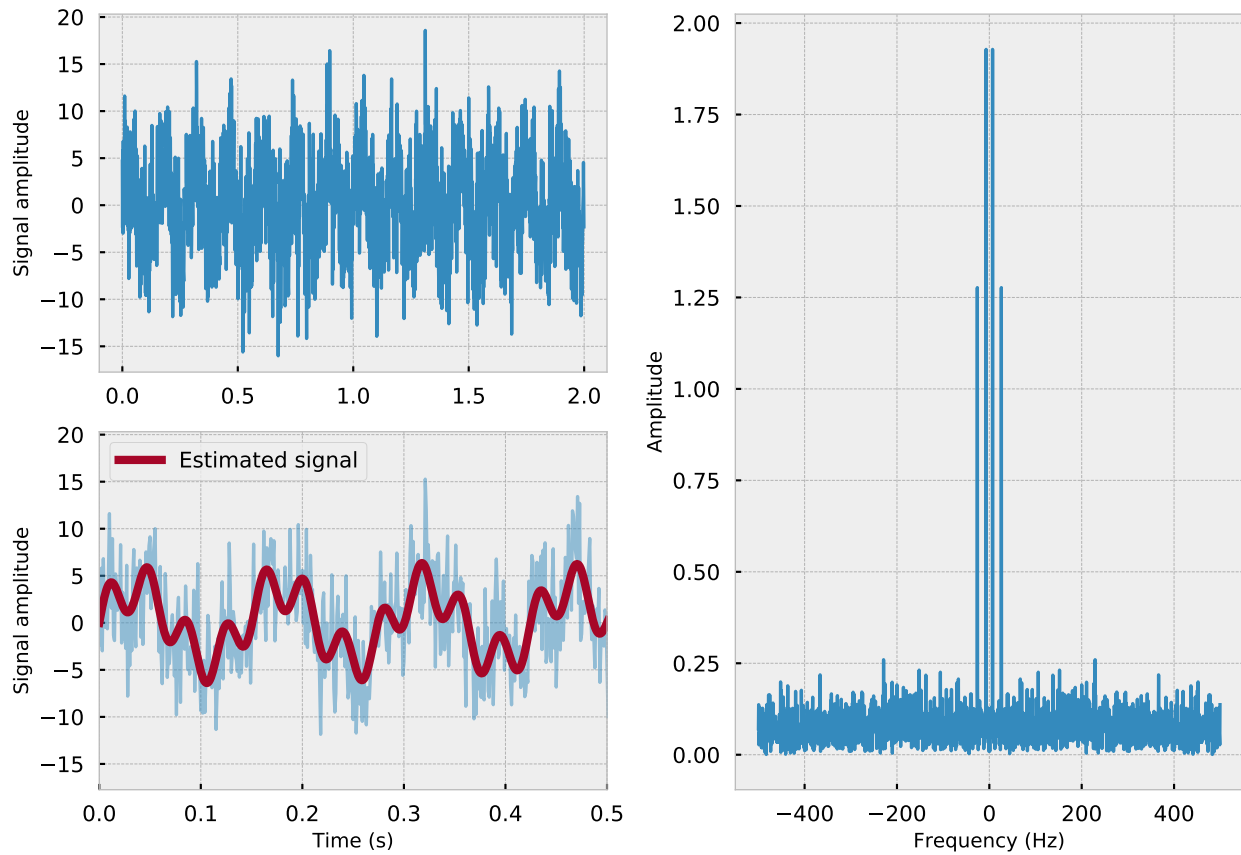 20
15
10
5
0
−5
−10
−15
Signal amplitude
0.0 0.5 1.0 1.5 2.0
20
15
10
5
0
−5
−10
−15
Signal amplitude
Estimated signal
0.0 0.1 0.2 0.3 0.4 0.5
Time (s)
2.00
1.75
1.50
1.25
1.00
0.75
0.50
0.25
0.00
Amplitude
−400 −200 0 200 400
Frequency (Hz)